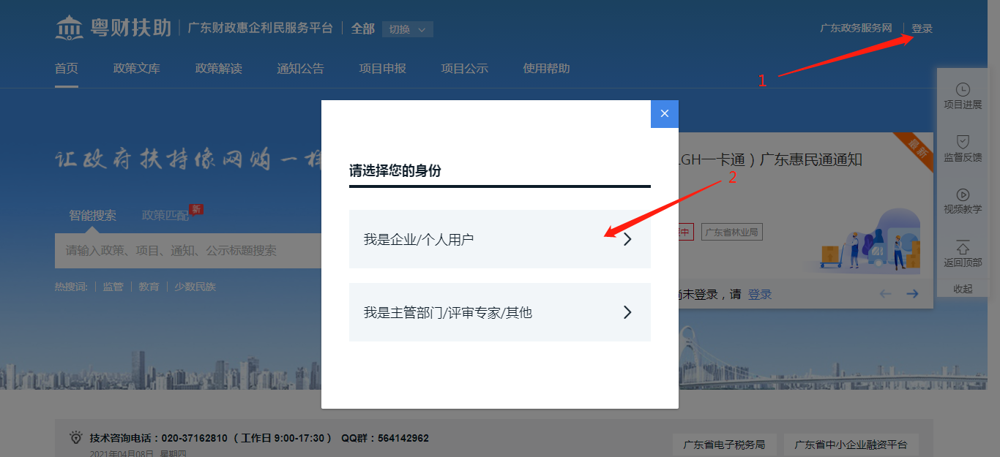 粤财扶助 广东财政惠企利民服务平台 全部 切换 广东政务服务网 登录
首页 政策文库 政策解读 通知公告 项目申报 项目公示 使用帮助
1
项目进展
监督反馈
视频教学
返回顶部
收起
让政府扶持像网购一样
最新
LGH一卡通）广东惠民通通知
中 广东省林业局
尚未登录，请 登录
智能搜索 政策匹配 新
请输入政策、项目、通知、公示标题搜索
热搜词: 监管 教育 少数民族
×
请选择您的身份
2
我是企业/个人用户
我是主管部门/评审专家/其他
技术咨询电话：020-37162810 （ 工作日 9:00-17:30 ） QQ群：564142962
2021年04月08日 星期四
广东省电子税务局 广东省中小企业融资平台